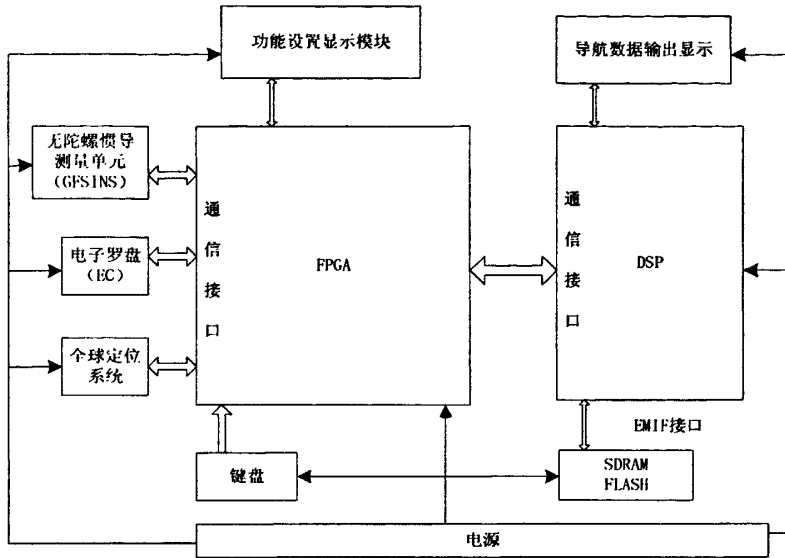 功能设置显示模块
导航数据输出显示
无陀螺惯导
测量单元
(GFSINS)
电子罗盘
(EC)
全球定位
系统
通信接口
FPGA
通信接口
DSP
EMIF接口
键盘
SDRAM
FLASH
电源